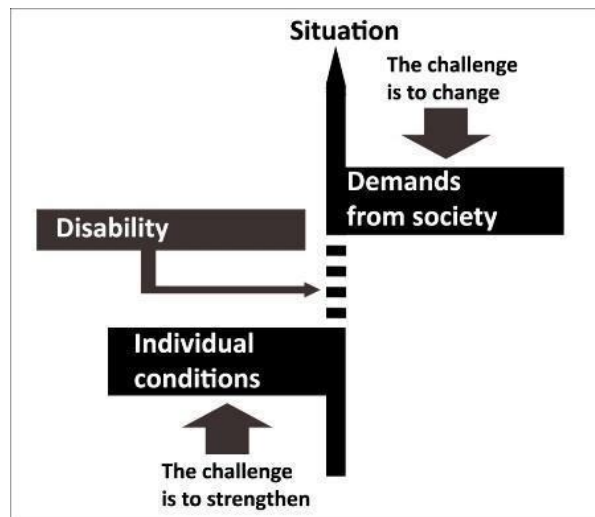 Situation
The challenge
is to change
Demands
from society
Disability
Individual
conditions
The challenge
is to strengthen